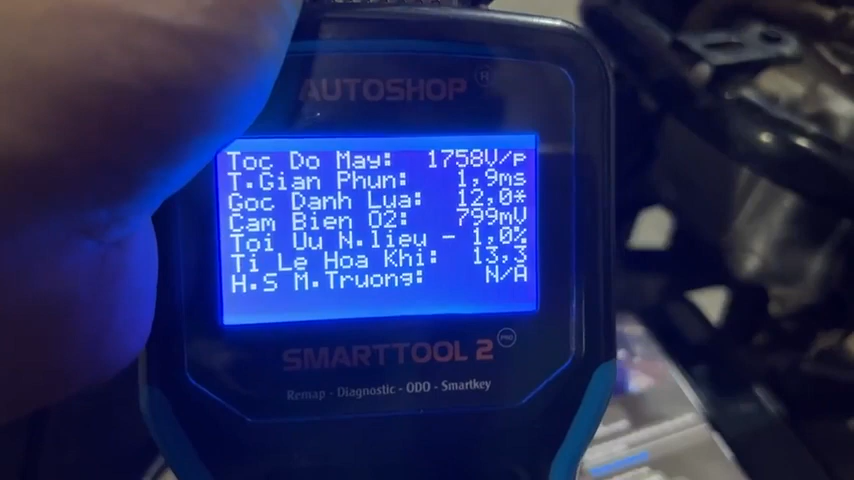 AUTOSHOP ®
Toc Do May: 1758V/p
T.Gian Phun: 1,9ms
Goc Danh Lua: 12,0*
Cam Bien O2: 799mV
Toi Uu N.lieu - 1,0%
Ti Le Hoa Khi: 13,3
H.S M.Truong: N/A
SMARTTOOL 2 PRO
Remap - Diagnostic - ODO - Smartkey